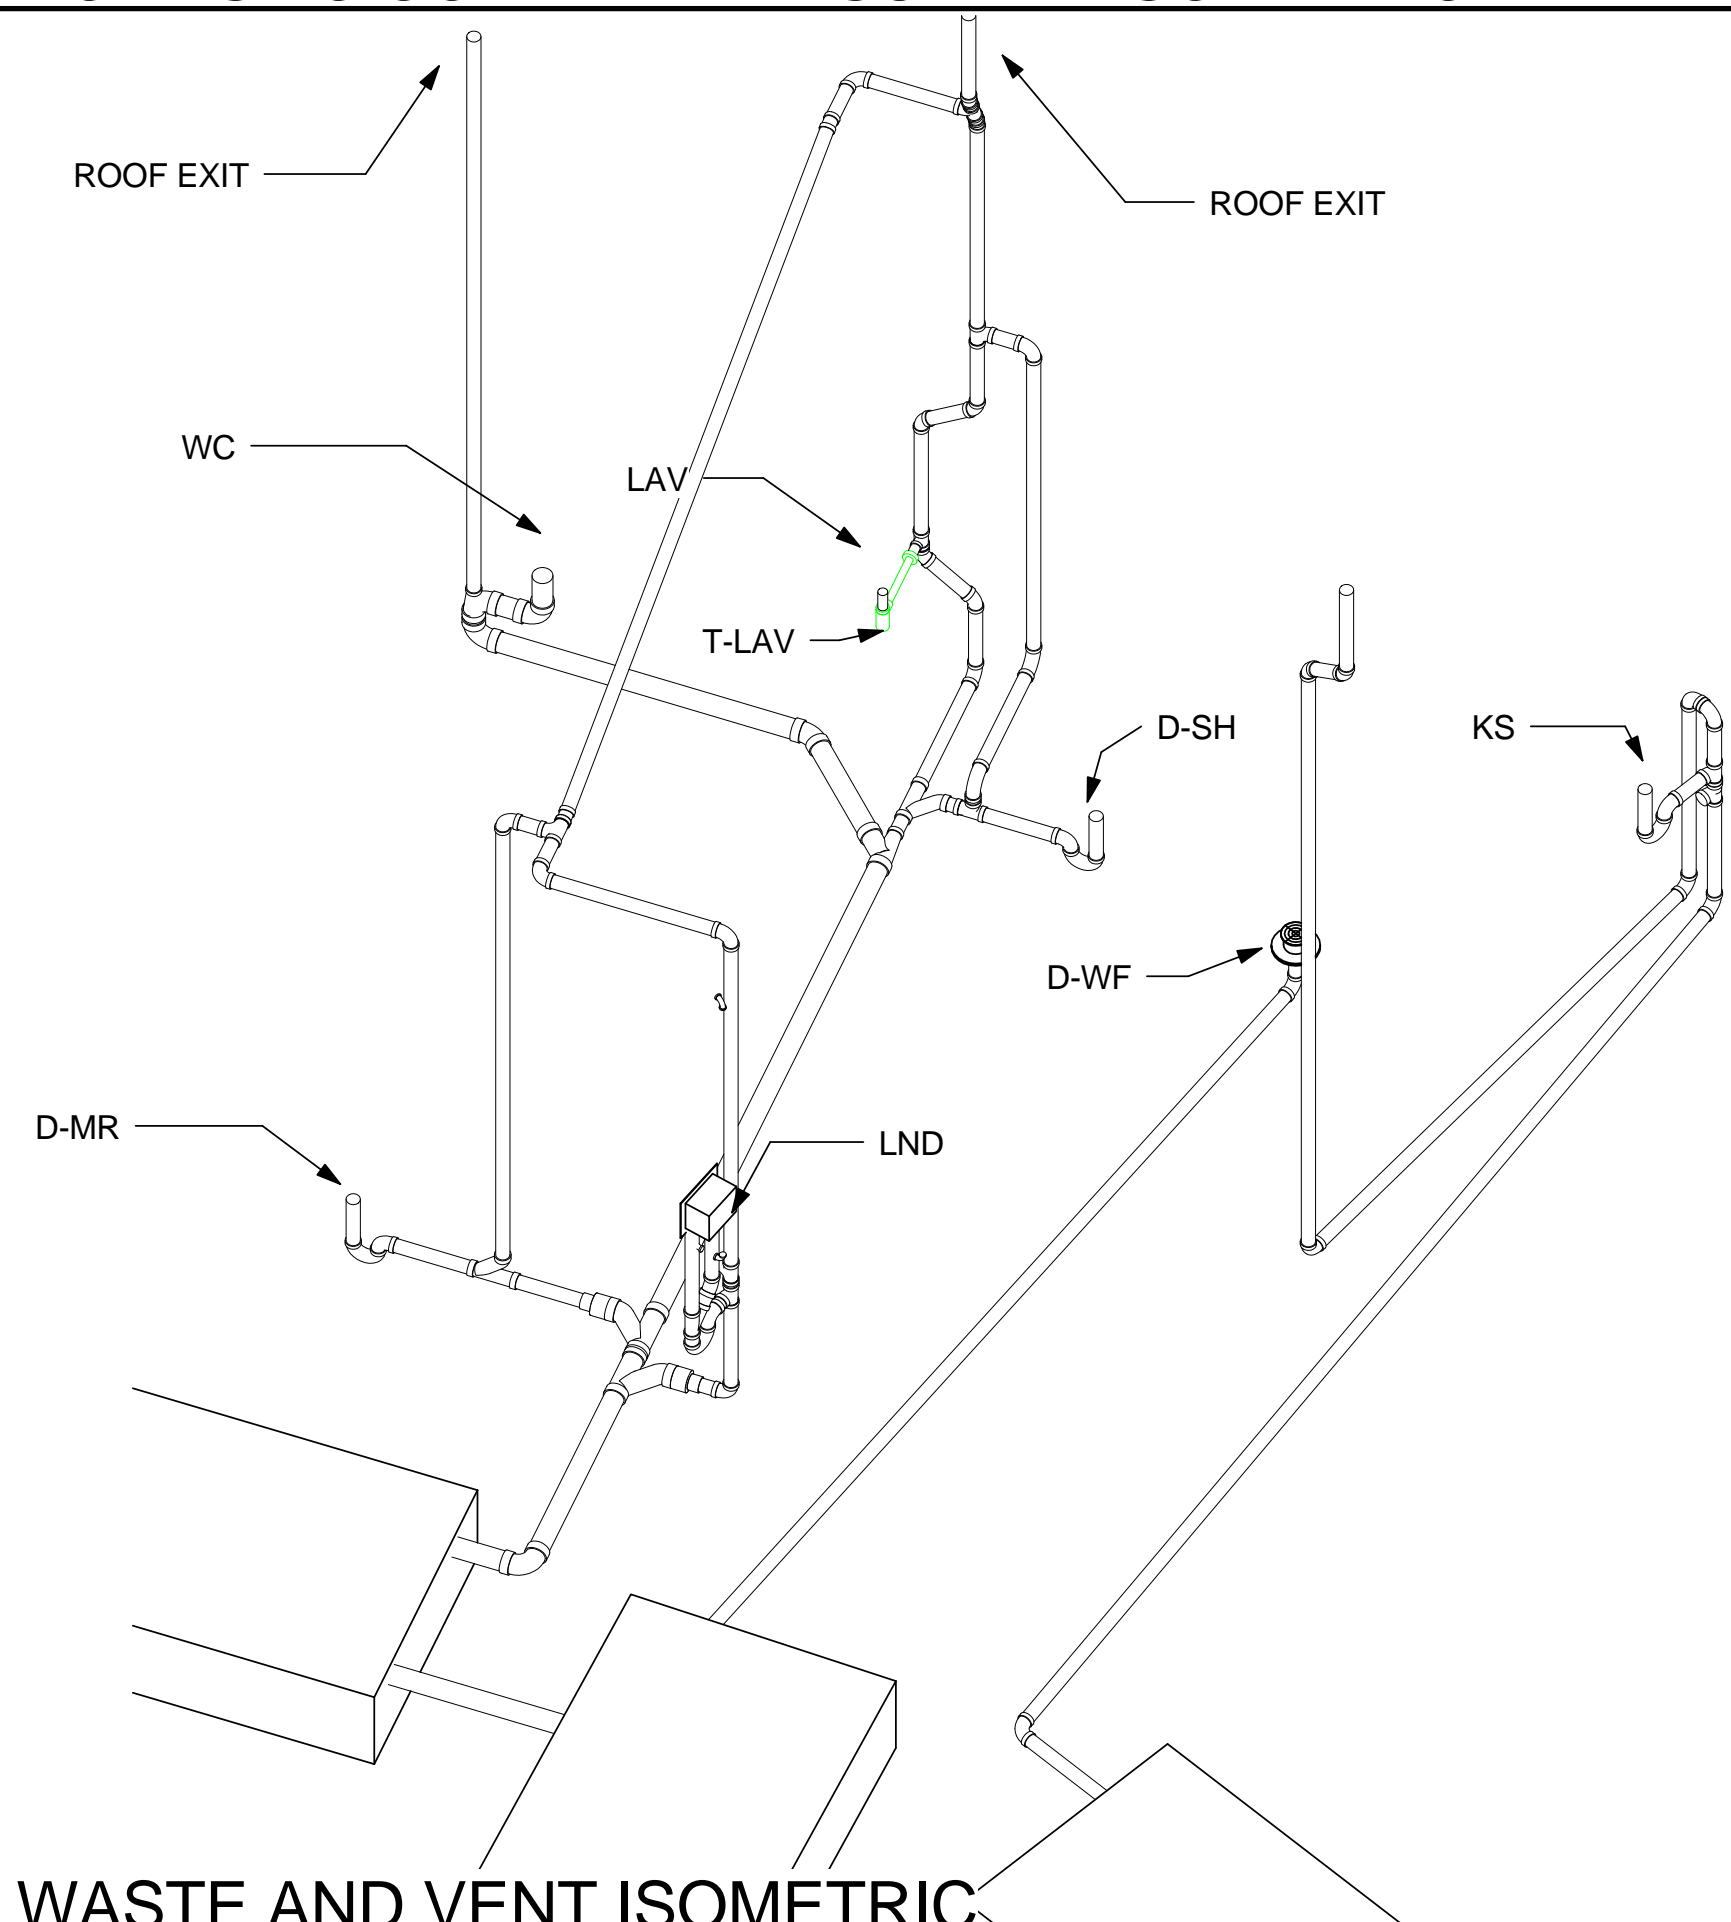 ROOF EXIT
ROOF EXIT
WC
LAV
T-LAV
D-SH
KS
D-WF
D-MR
LND
WASTE AND VENT ISOMETRIC